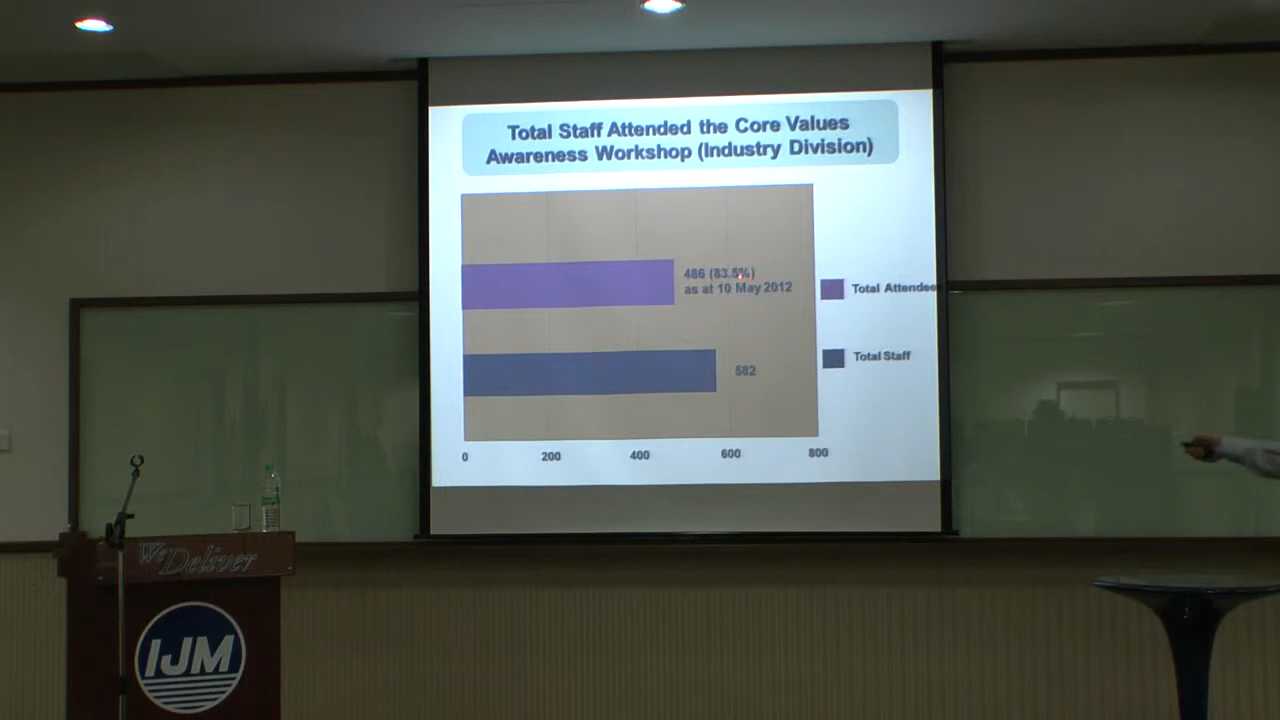 Total Staff Attended the Core Values
Awareness Workshop (Industry Division)
486 (83.5%)
as at 10 May 2012
Total Attendee
582
Total Staff
0 200 400 600 800
We Deliver
IJM